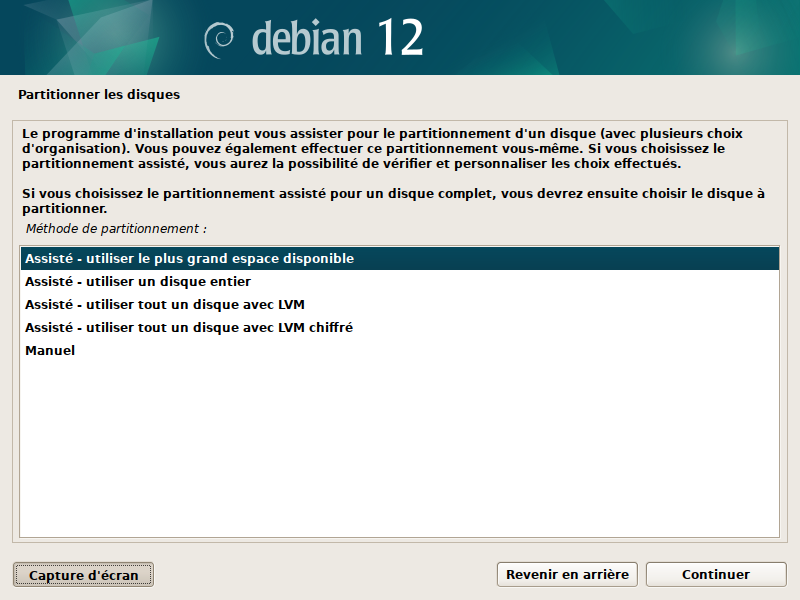 debian 12
Partitionner les disques
Le programme d'installation peut vous assister pour le partitionnement d'un disque (avec plusieurs choix
d'organisation). Vous pouvez également effectuer ce partitionnement vous-même. Si vous choisissez le
partitionnement assisté, vous aurez la possibilité de vérifier et personnaliser les choix effectués.
Si vous choisissez le partitionnement assisté pour un disque complet, vous devrez ensuite choisir le disque à
partitionner.
Méthode de partitionnement :
Assisté - utiliser le plus grand espace disponible
Assisté - utiliser un disque entier
Assisté - utiliser tout un disque avec LVM
Assisté - utiliser tout un disque avec LVM chiffré
Manuel
Capture d'écran
Revenir en arrière
Continuer